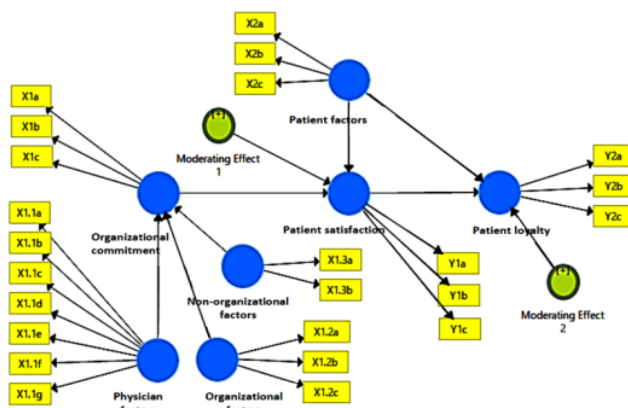 X2a
X2b
X2c
Patient factors
X1a
X1b
X1c
[+]
Moderating Effect
1
Y2a
Y2b
Y2c
Organizational
commitment
Patient satisfaction
Patient loyalty
X1.1a
X1.1b
X1.1c
X1.1d
X1.1e
X1.1f
X1.1g
X1.3a
X1.3b
Non-organizational
factors
Y1a
Y1b
Y1c
[+]
Moderating Effect
2
X1.2a
X1.2b
X1.2c
Physician
Organizational